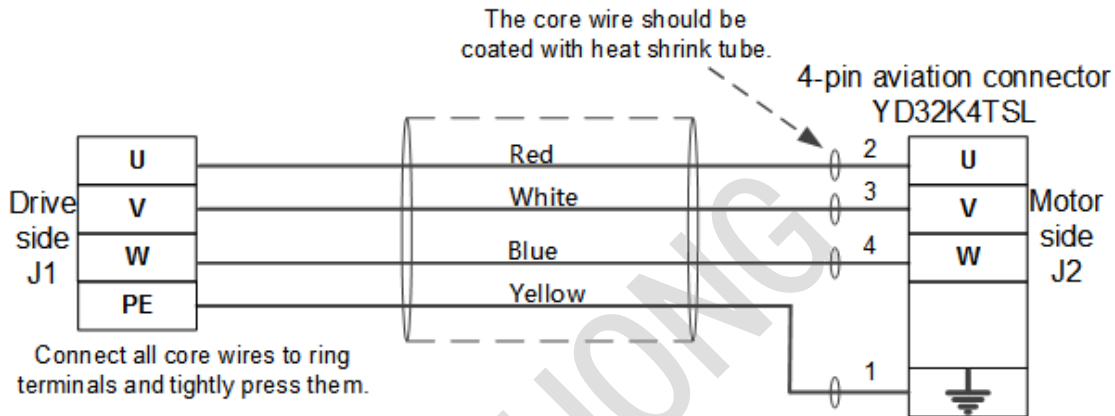 The core wire should be
coated with heat shrink tube.
4-pin aviation connector
YD32K4TSL
Drive
side
J1
U
V
W
PE
Red
White
Blue
Yellow
2
3
4
1
U
V
W
Motor
side
J2
Connect all core wires to ring
terminals and tightly press them.